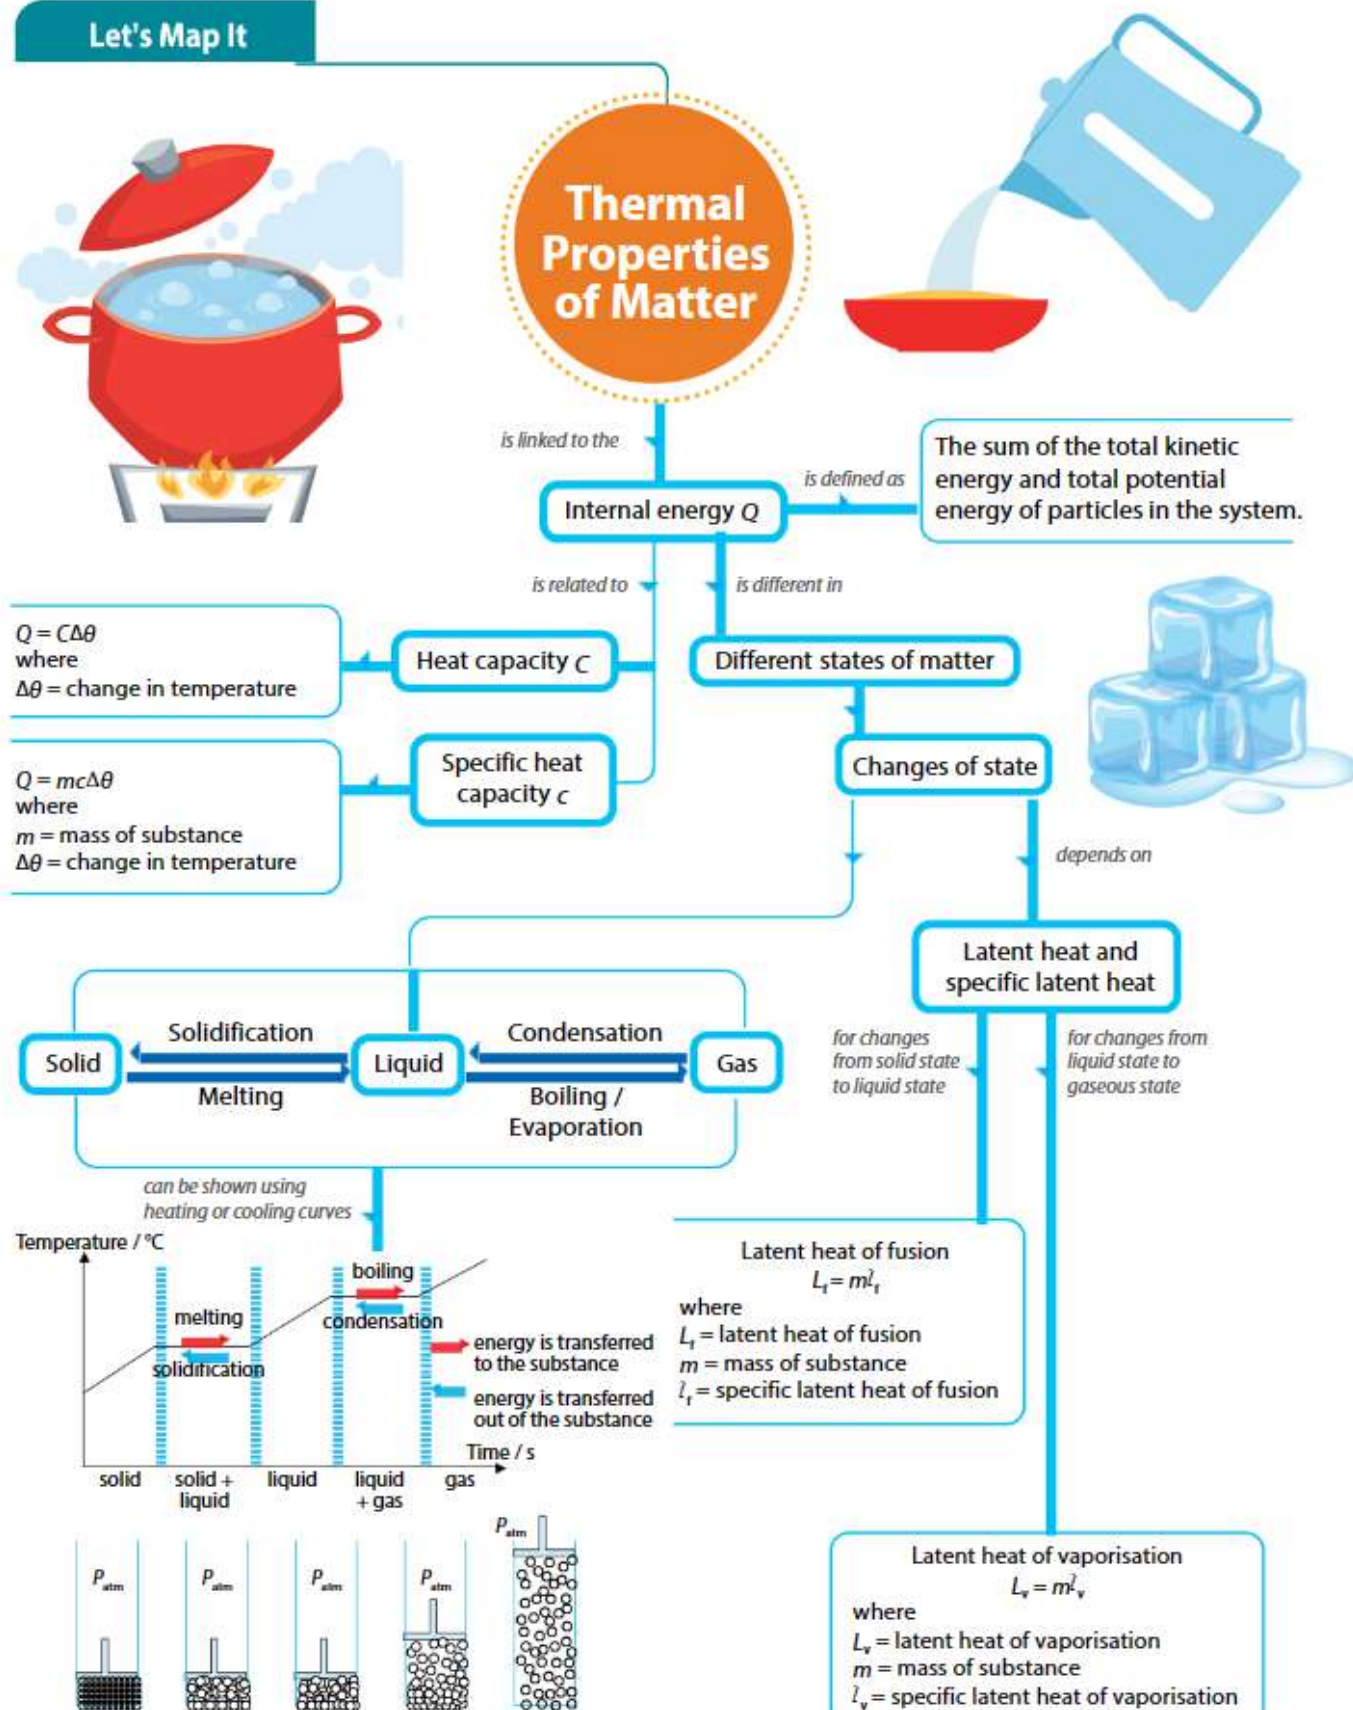 Let's Map It
Thermal
Properties
of Matter
is linked to the
Internal energy Q
is defined as
The sum of the total kinetic
energy and total potential
energy of particles in the system.
is related to
is different in
Q = CΔθ
where
Δθ = change in temperature
Heat capacity C
Different states of matter
Q = mcΔθ
where
m = mass of substance
Δθ = change in temperature
Specific heat
capacity c
Changes of state
depends on
Latent heat and
specific latent heat
Solid
Solidification
Melting
Liquid
Condensation
Boiling /
Evaporation
Gas
for changes
from solid state
to liquid state
for changes from
liquid state to
gaseous state
can be shown using
heating or cooling curves
Temperature / °C
melting
solidification
boiling
condensation
energy is transferred
to the substance
energy is transferred
out of the substance
Time / s
solid
solid +
liquid
liquid
liquid
+ gas
gas
Latent heat of fusion
L_f = ml_f
where
L_f = latent heat of fusion
m = mass of substance
l_f = specific latent heat of fusion
P_atm
P_atm
P_atm
P_atm
P_atm
Latent heat of vaporisation
L_v = ml_v
where
L_v = latent heat of vaporisation
m = mass of substance
l_v = specific latent heat of vaporisation